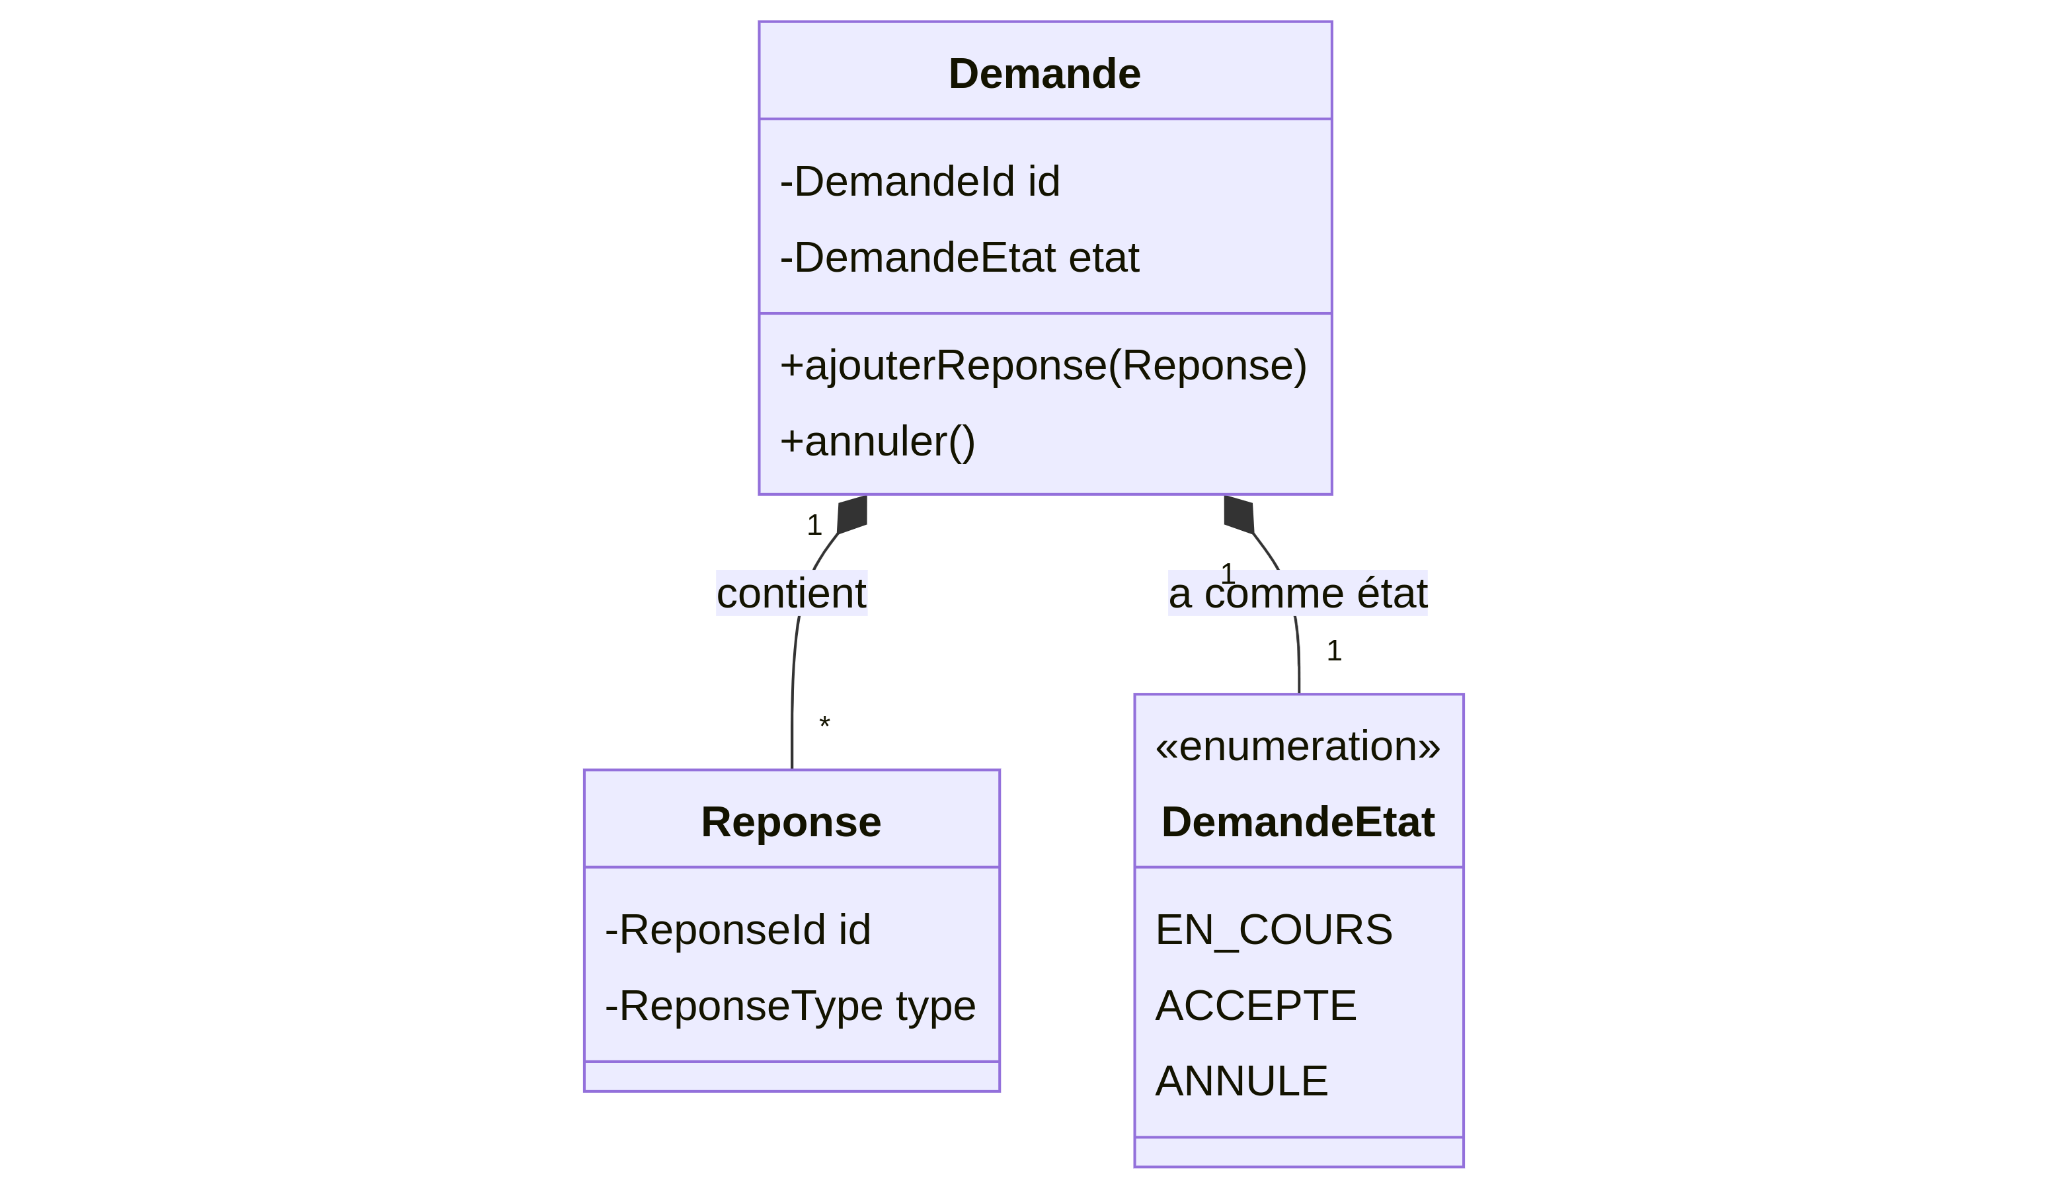 Demande
-DemandeId id
-DemandeEtat etat
+ajouterReponse(Reponse)
+annuler()
1
contient
*
1
a comme état
1
Reponse
-ReponseId id
-ReponseType type
«enumeration»
DemandeEtat
EN_COURS
ACCEPTE
ANNULE